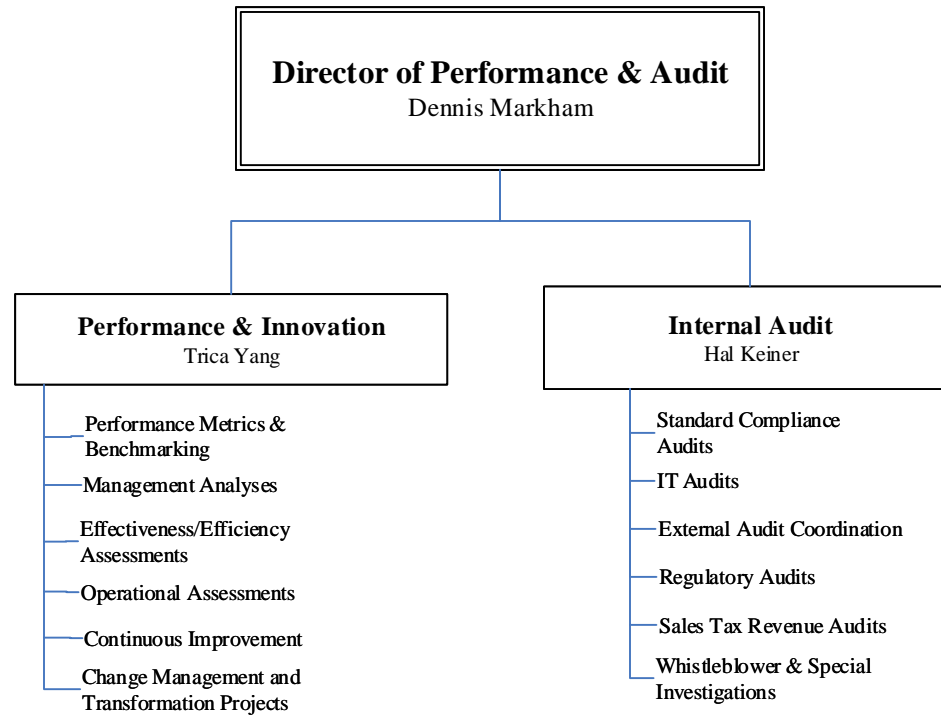 Director of Performance & Audit
Dennis Markham
Performance & Innovation
Trica Yang
Performance Metrics &
Benchmarking
Management Analyses
Effectiveness/Efficiency
Assessments
Operational Assessments
Continuous Improvement
Change Management and
Transformation Projects
Internal Audit
Hal Keiner
Standard Compliance
Audits
IT Audits
External Audit Coordination
Regulatory Audits
Sales Tax Revenue Audits
Whistleblower & Special
Investigations